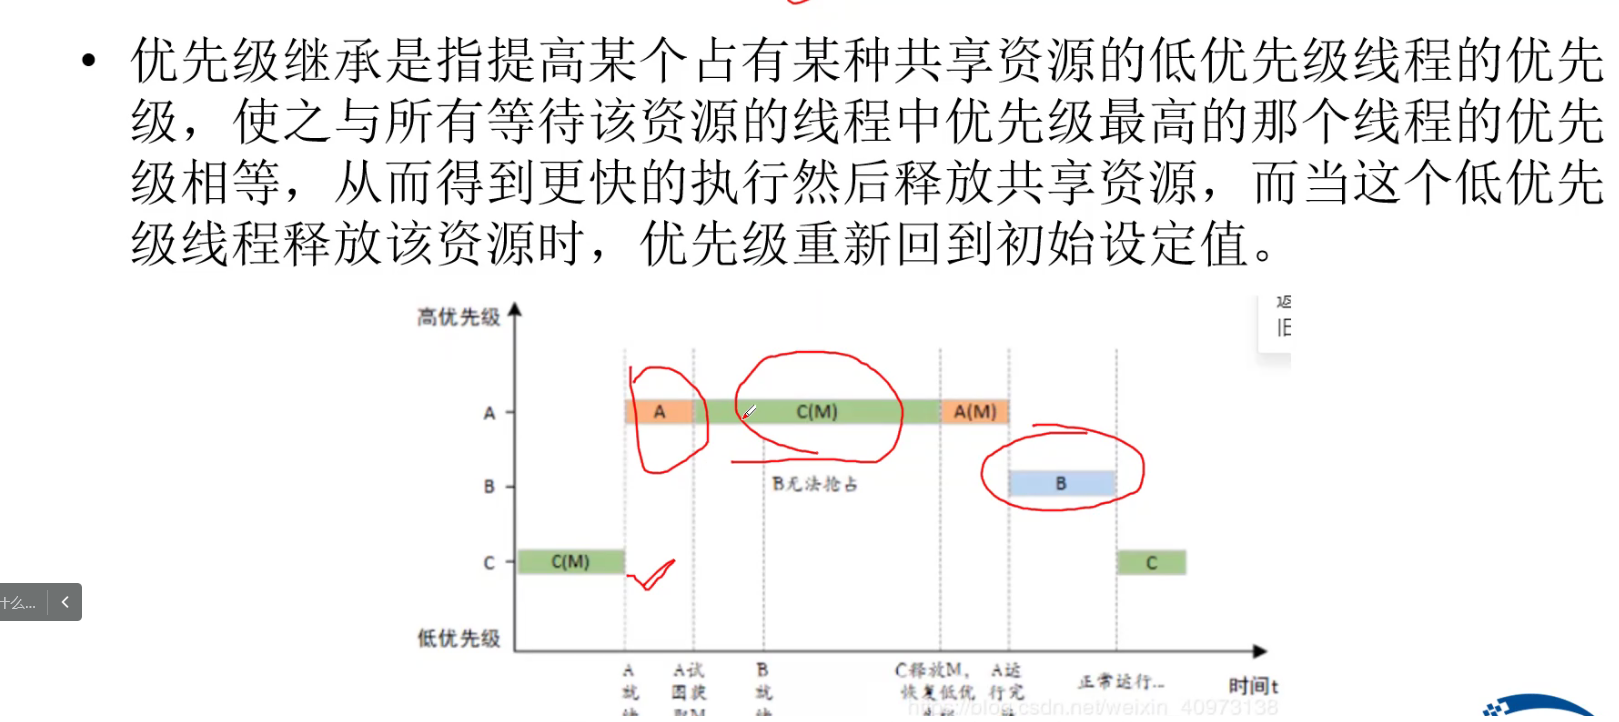 • 优先级继承是指提高某个占有某种共享资源的低优先级线程的优先
级，使之与所有等待该资源的线程中优先级最高的那个线程的优先
级相等，从而得到更快的执行然后释放共享资源，而当这个低优先
级线程释放该资源时，优先级重新回到初始设定值。
高优先级
A
A
C(M)
A(M)
B
B无法抢占
B
C
C(M)
C
低优先级
A
就
A试
图获
B
就
C释放M，
恢复低优
A运
行完
正常运行...
时间t
https://blog.csdn.net/weixin_40973138
什么...